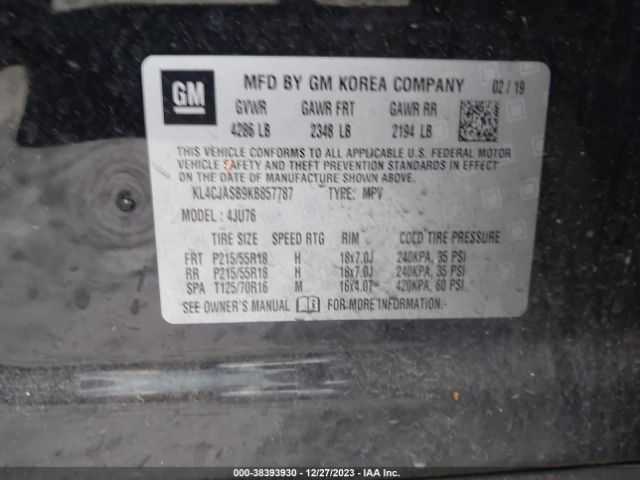 GM MFD BY GM KOREA COMPANY 02/19
GVWR GAWR FRT GAWR RR
4286 LB 2348 LB 2194 LB
THIS VEHICLE CONFORMS TO ALL APPLICABLE U.S. FEDERAL MOTOR
VEHICLE SAFETY AND THEFT PREVENTION STANDARDS IN EFFECT
ON THE DATE OF MANUFACTURE SHOWN ABOVE.
KL4CJASB9KB857787 TYPE: MPV
MODEL: 4JU76
TIRE SIZE SPEED RTG RIM COLD TIRE PRESSURE
FRT P215/55R18 H 18x7.0J 240KPA, 35 PSI
RR P215/55R18 H 18x7.0J 240KPA, 35 PSI
SPA T125/70R16 M 16x4.0T 420KPA, 60 PSI
SEE OWNER'S MANUAL FOR MORE INFORMATION.
000-38393930 - 12/27/2023 - IAA Inc.